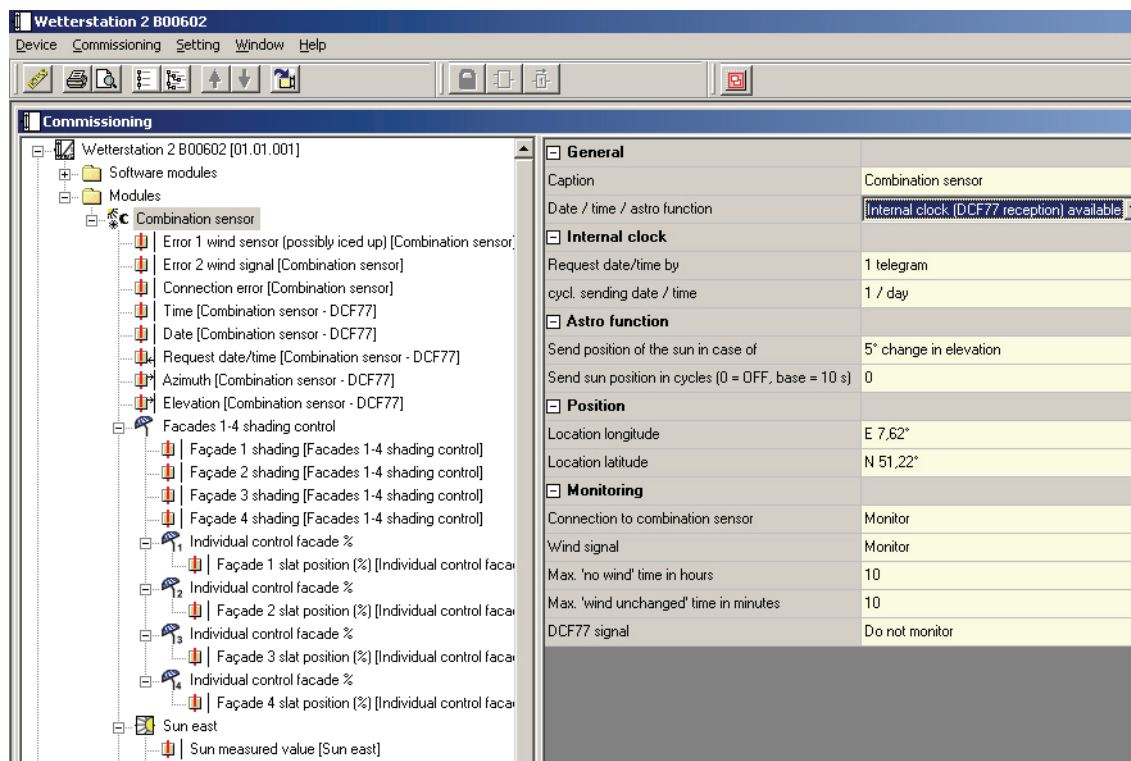 Wetterstation 2 B00602
Device Commissioning Setting Window Help
Commissioning
Wetterstation 2 B00602 [01.01.001]
Software modules
Modules
C Combination sensor
Error 1 wind sensor (possibly iced up) [Combination sensor]
Error 2 wind signal [Combination sensor]
Connection error [Combination sensor]
Time [Combination sensor - DCF77]
Date [Combination sensor - DCF77]
Request date/time [Combination sensor - DCF77]
Azimuth [Combination sensor - DCF77]
Elevation [Combination sensor - DCF77]
Facades 1-4 shading control
Façade 1 shading [Facades 1-4 shading control]
Façade 2 shading [Facades 1-4 shading control]
Façade 3 shading [Facades 1-4 shading control]
Façade 4 shading [Facades 1-4 shading control]
1 Individual control facade %
Façade 1 slat position (%) [Individual control faca
2 Individual control facade %
Façade 2 slat position (%) [Individual control faca
3 Individual control facade %
Façade 3 slat position (%) [Individual control faca
4 Individual control facade %
Façade 4 slat position (%) [Individual control faca
Sun east
Sun measured value [Sun east]
General
Caption Combination sensor
Date / time / astro function Internal clock (DCF77 reception) available
Internal clock
Request date/time by 1 telegram
cycl. sending date / time 1 / day
Astro function
Send position of the sun in case of 5° change in elevation
Send sun position in cycles (0 = OFF, base = 10 s) 0
Position
Location longitude E 7,62°
Location latitude N 51,22°
Monitoring
Connection to combination sensor Monitor
Wind signal Monitor
Max. 'no wind' time in hours 10
Max. 'wind unchanged' time in minutes 10
DCF77 signal Do not monitor